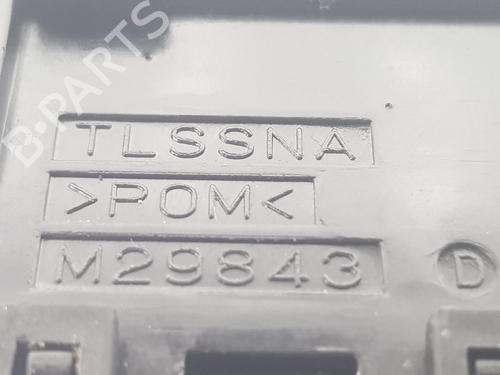 B-PARTS
TLSSNA
>POM<
M29843
D